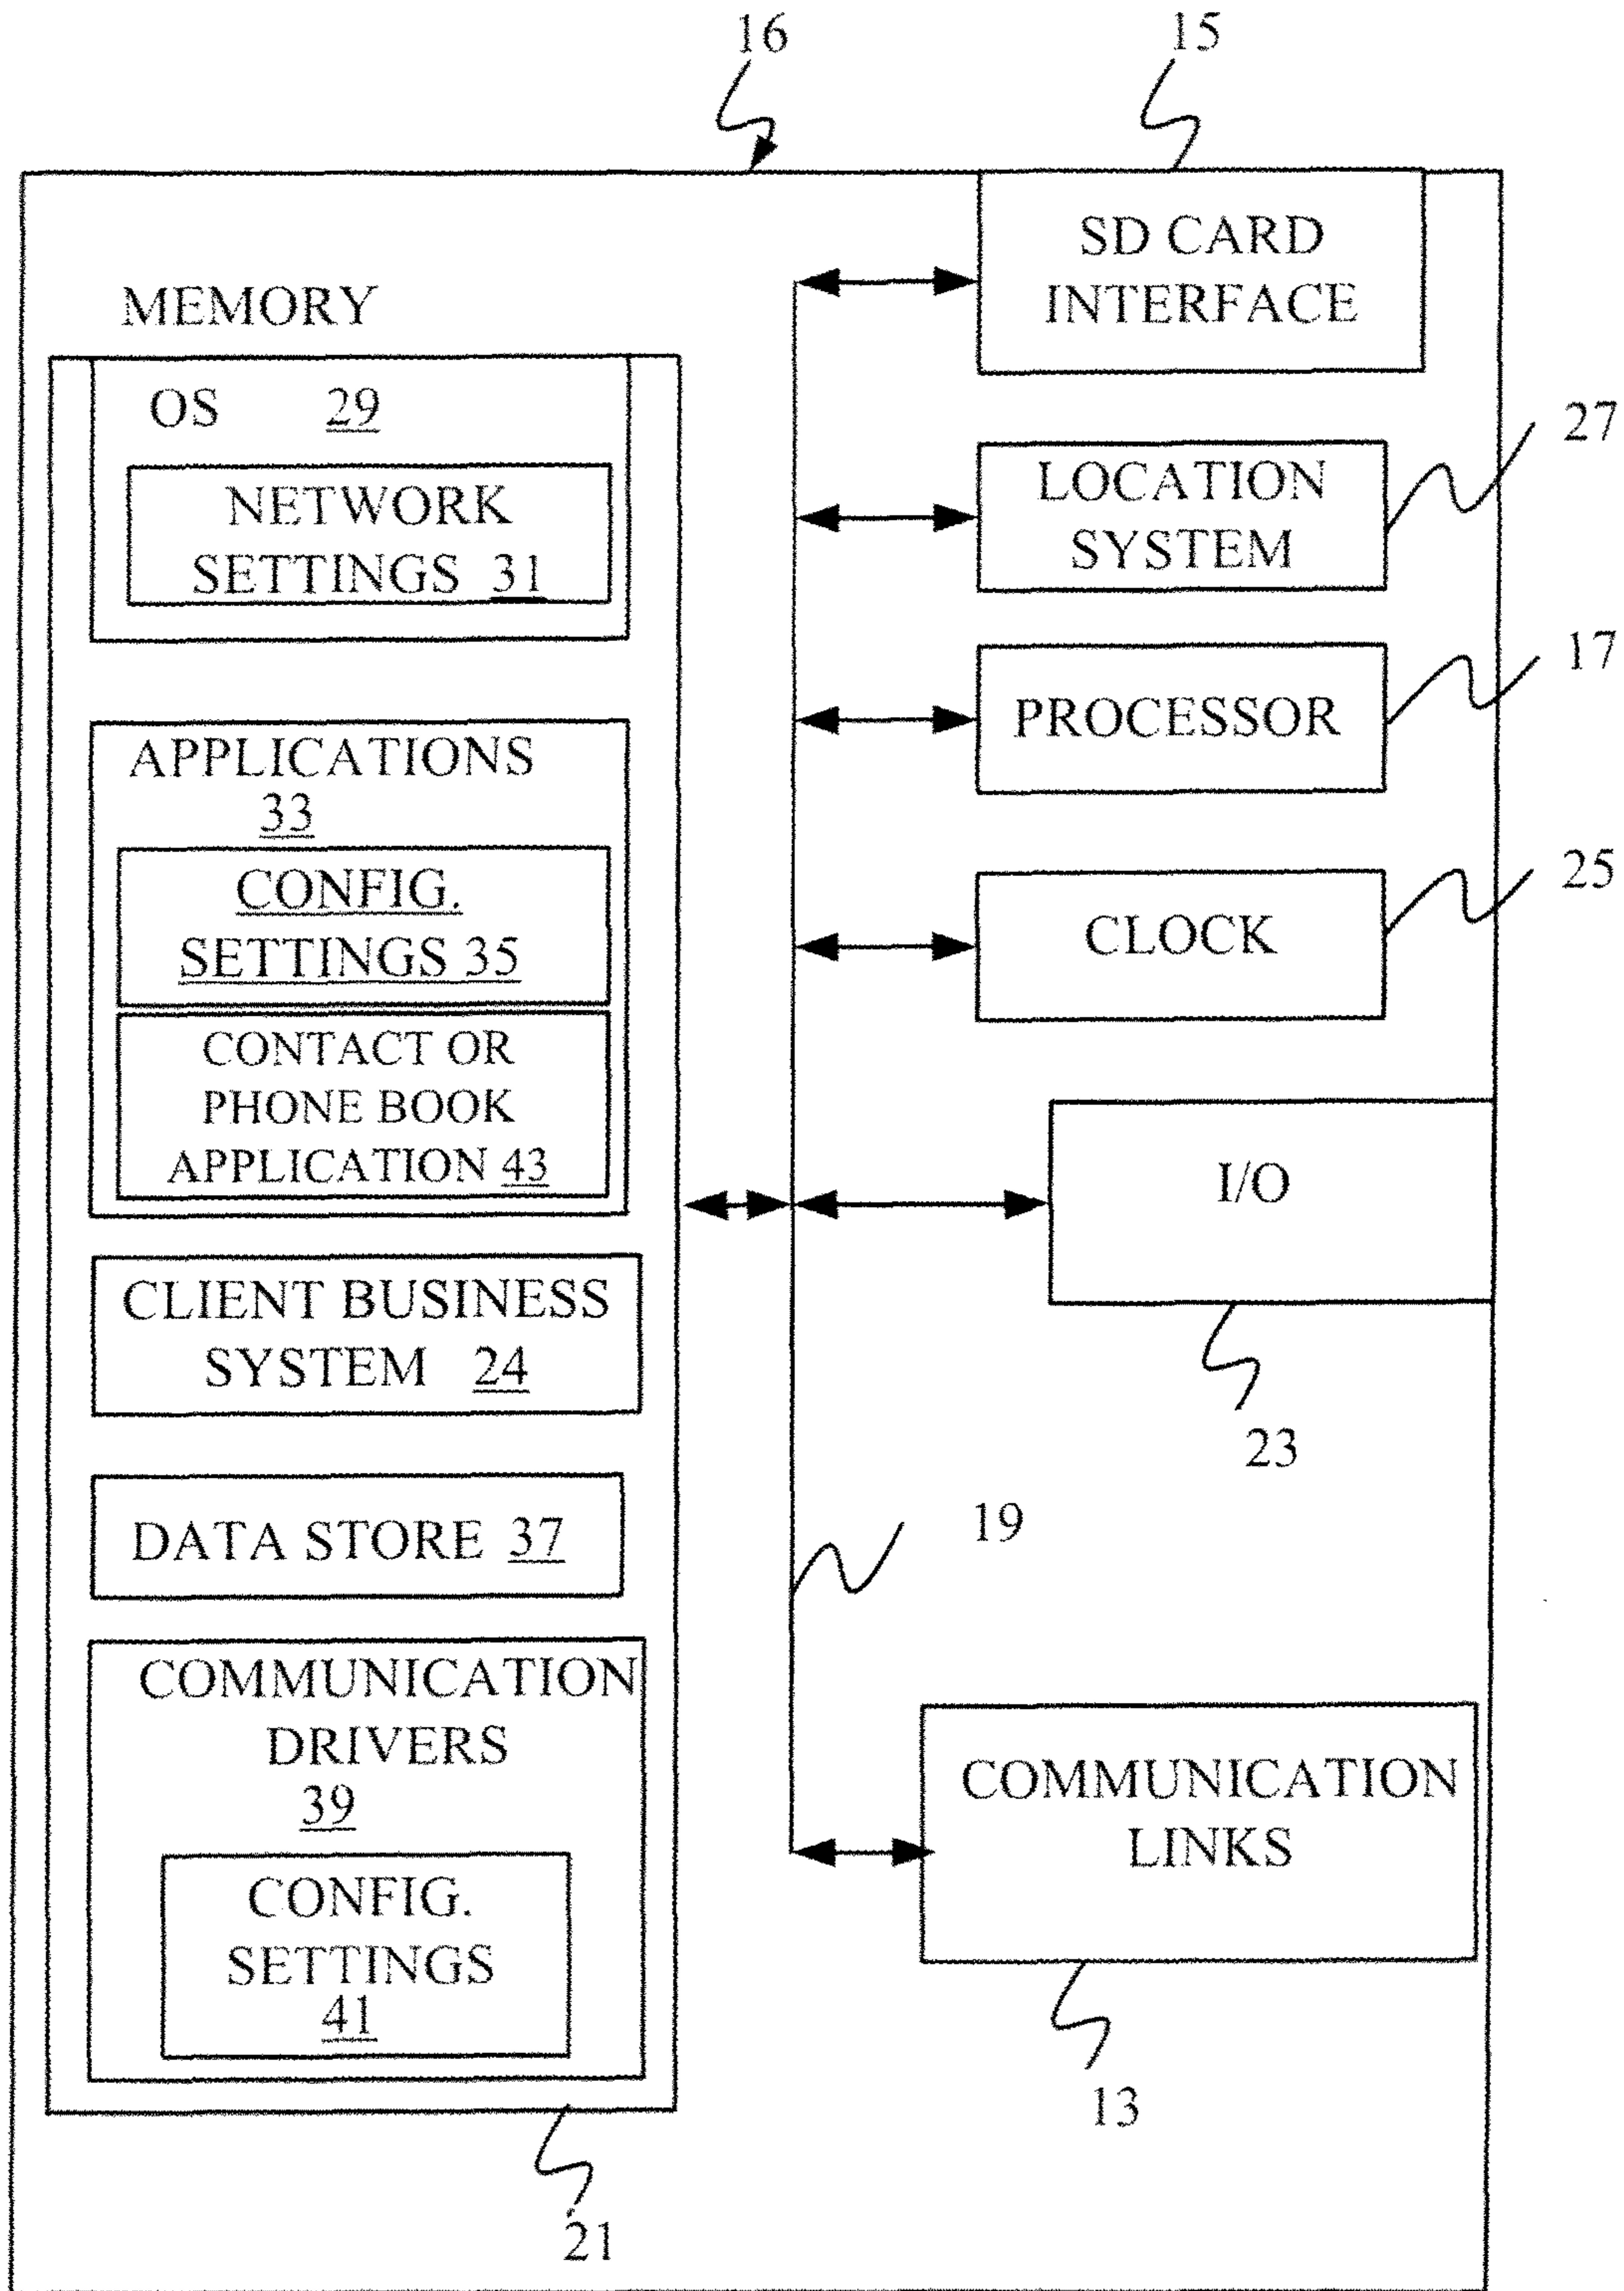 16
15
SD CARD
INTERFACE
MEMORY
OS 29
NETWORK
SETTINGS 31
27
LOCATION
SYSTEM
17
PROCESSOR
APPLICATIONS
33
CONFIG.
SETTINGS 35
25
CLOCK
CONTACT OR
PHONE BOOK
APPLICATION 43
I/O
23
CLIENT BUSINESS
SYSTEM 24
19
DATA STORE 37
COMMUNICATION
DRIVERS
39
CONFIG.
SETTINGS
41
COMMUNICATION
LINKS
13
21